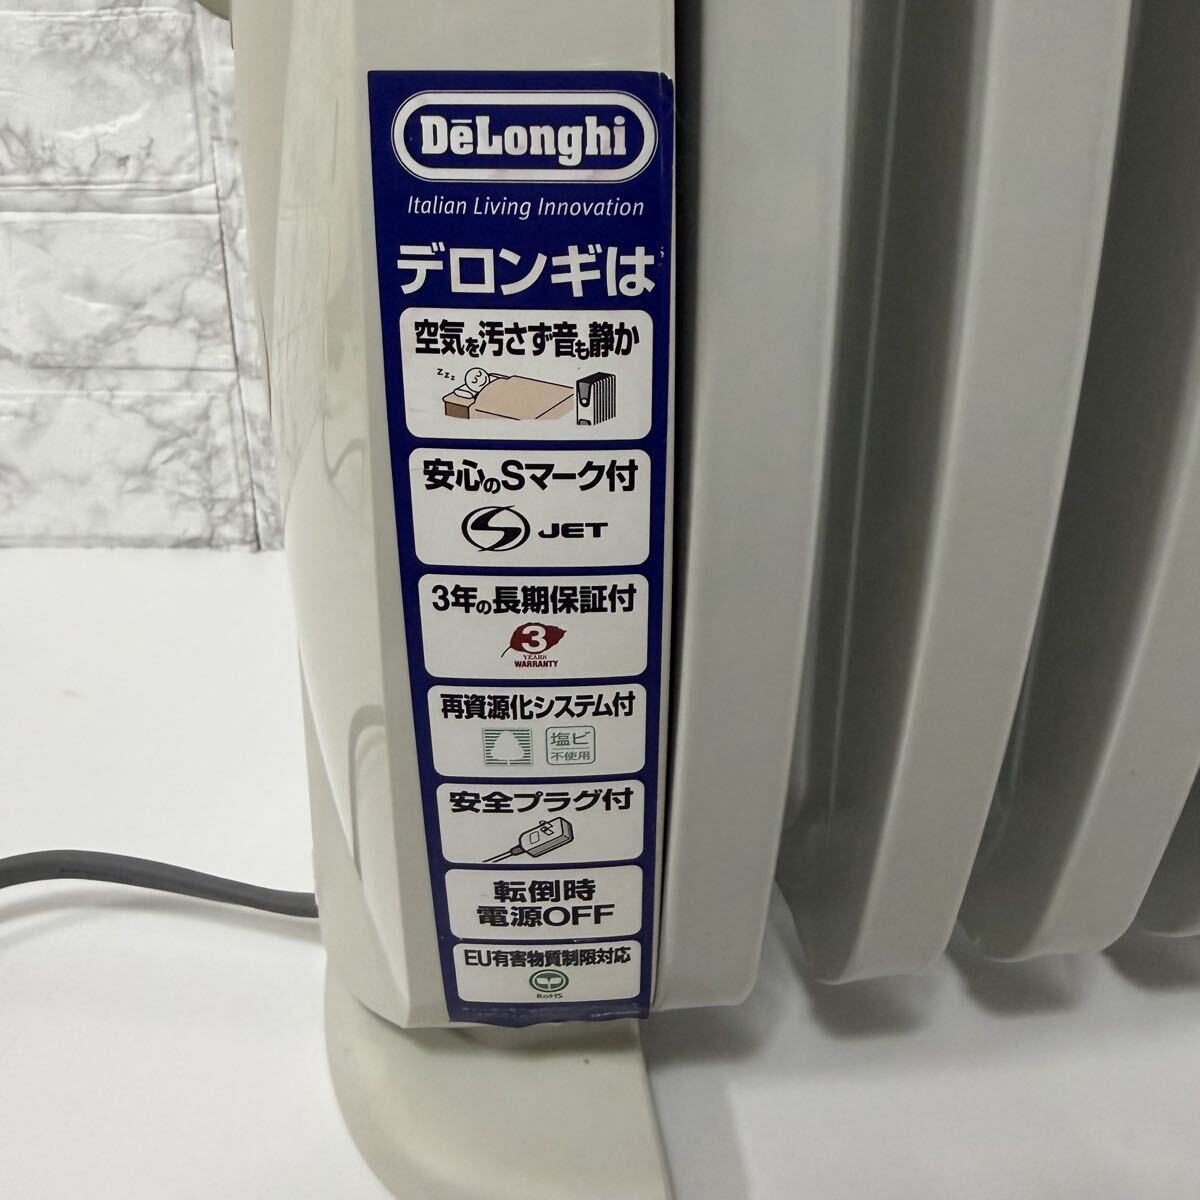 DēLonghi
Italian Living Innovation
デロンギは
空気を汚さず音も静か
zzz
安心のSマーク付
S JET
3年の長期保証付
3
YEARS
WARRANTY
再資源化システム付
塩ビ
不使用
安全プラグ付
転倒時
電源OFF
EU有害物質制限対応